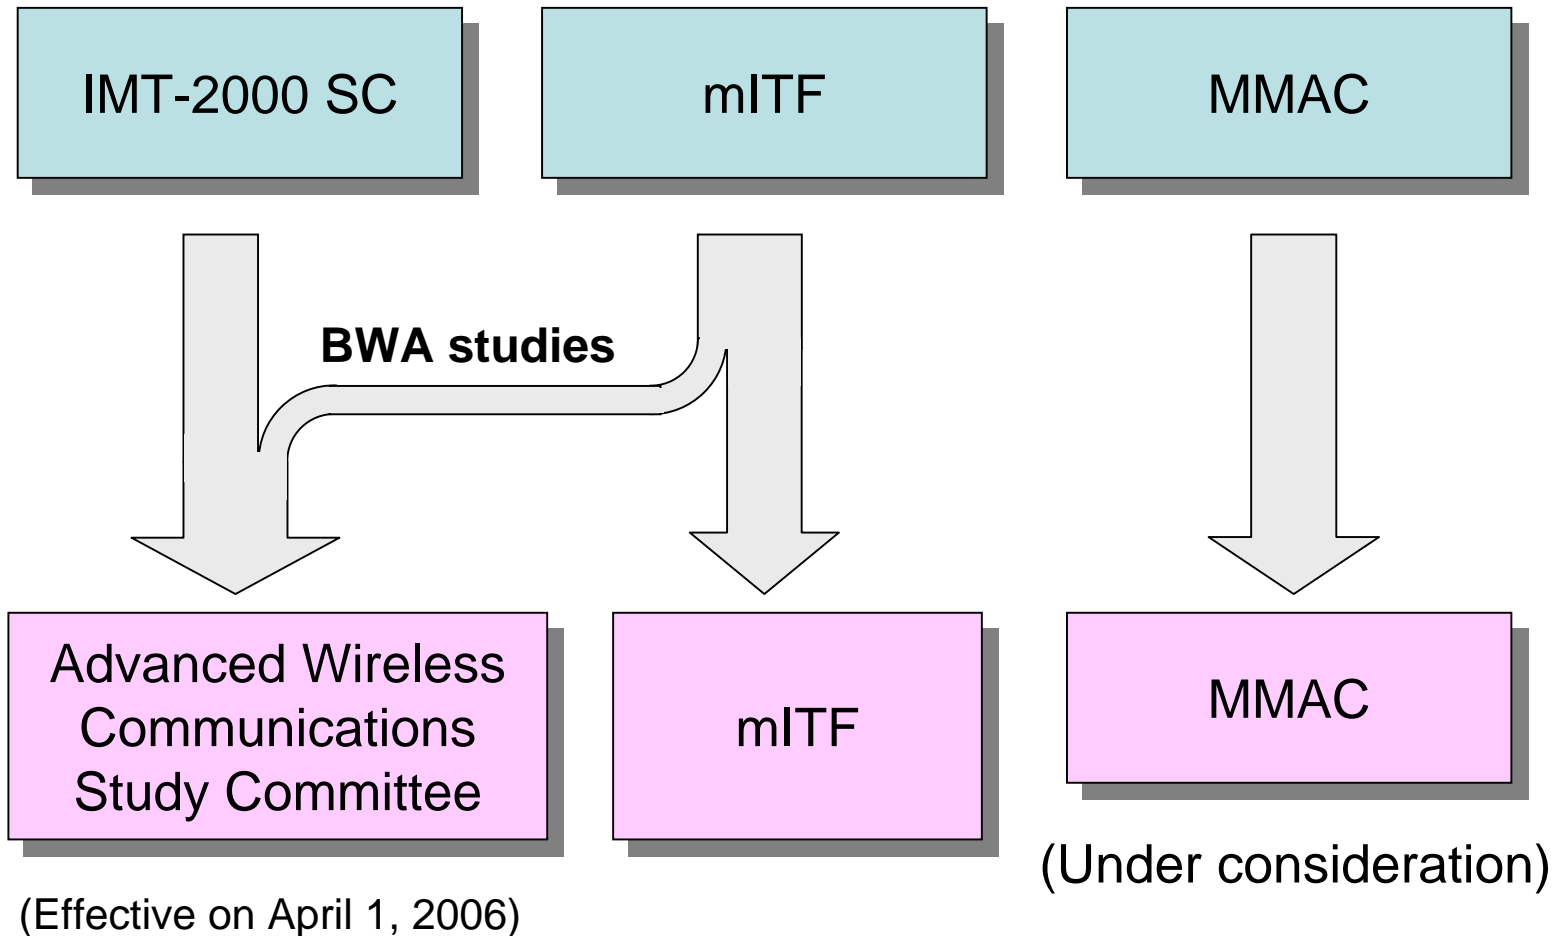 IMT-2000 SC
mITF
MMAC
BWA studies
Advanced Wireless
Communications
Study Committee
mITF
MMAC
(Under consideration)
(Effective on April 1, 2006)